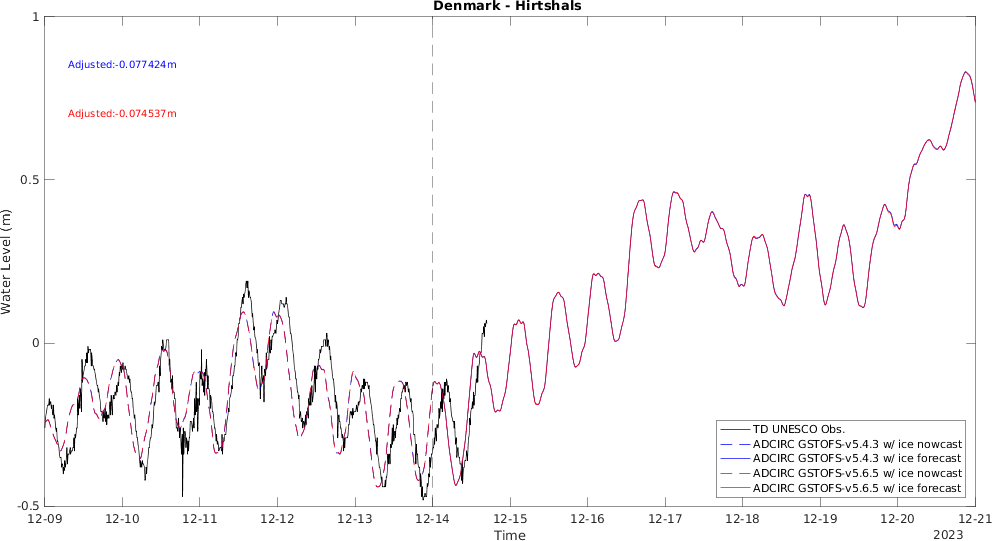 Denmark - Hirtshals
Adjusted:-0.077424m
Adjusted:-0.074537m
Water Level (m)
1
0.5
0
-0.5
12-09 12-10 12-11 12-12 12-13 12-14 12-15 12-16 12-17 12-18 12-19 12-20 12-21
Time
2023
TD UNESCO Obs.
ADCIRC GSTOFS-v5.4.3 w/ ice nowcast
ADCIRC GSTOFS-v5.4.3 w/ ice forecast
ADCIRC GSTOFS-v5.6.5 w/ ice nowcast
ADCIRC GSTOFS-v5.6.5 w/ ice forecast